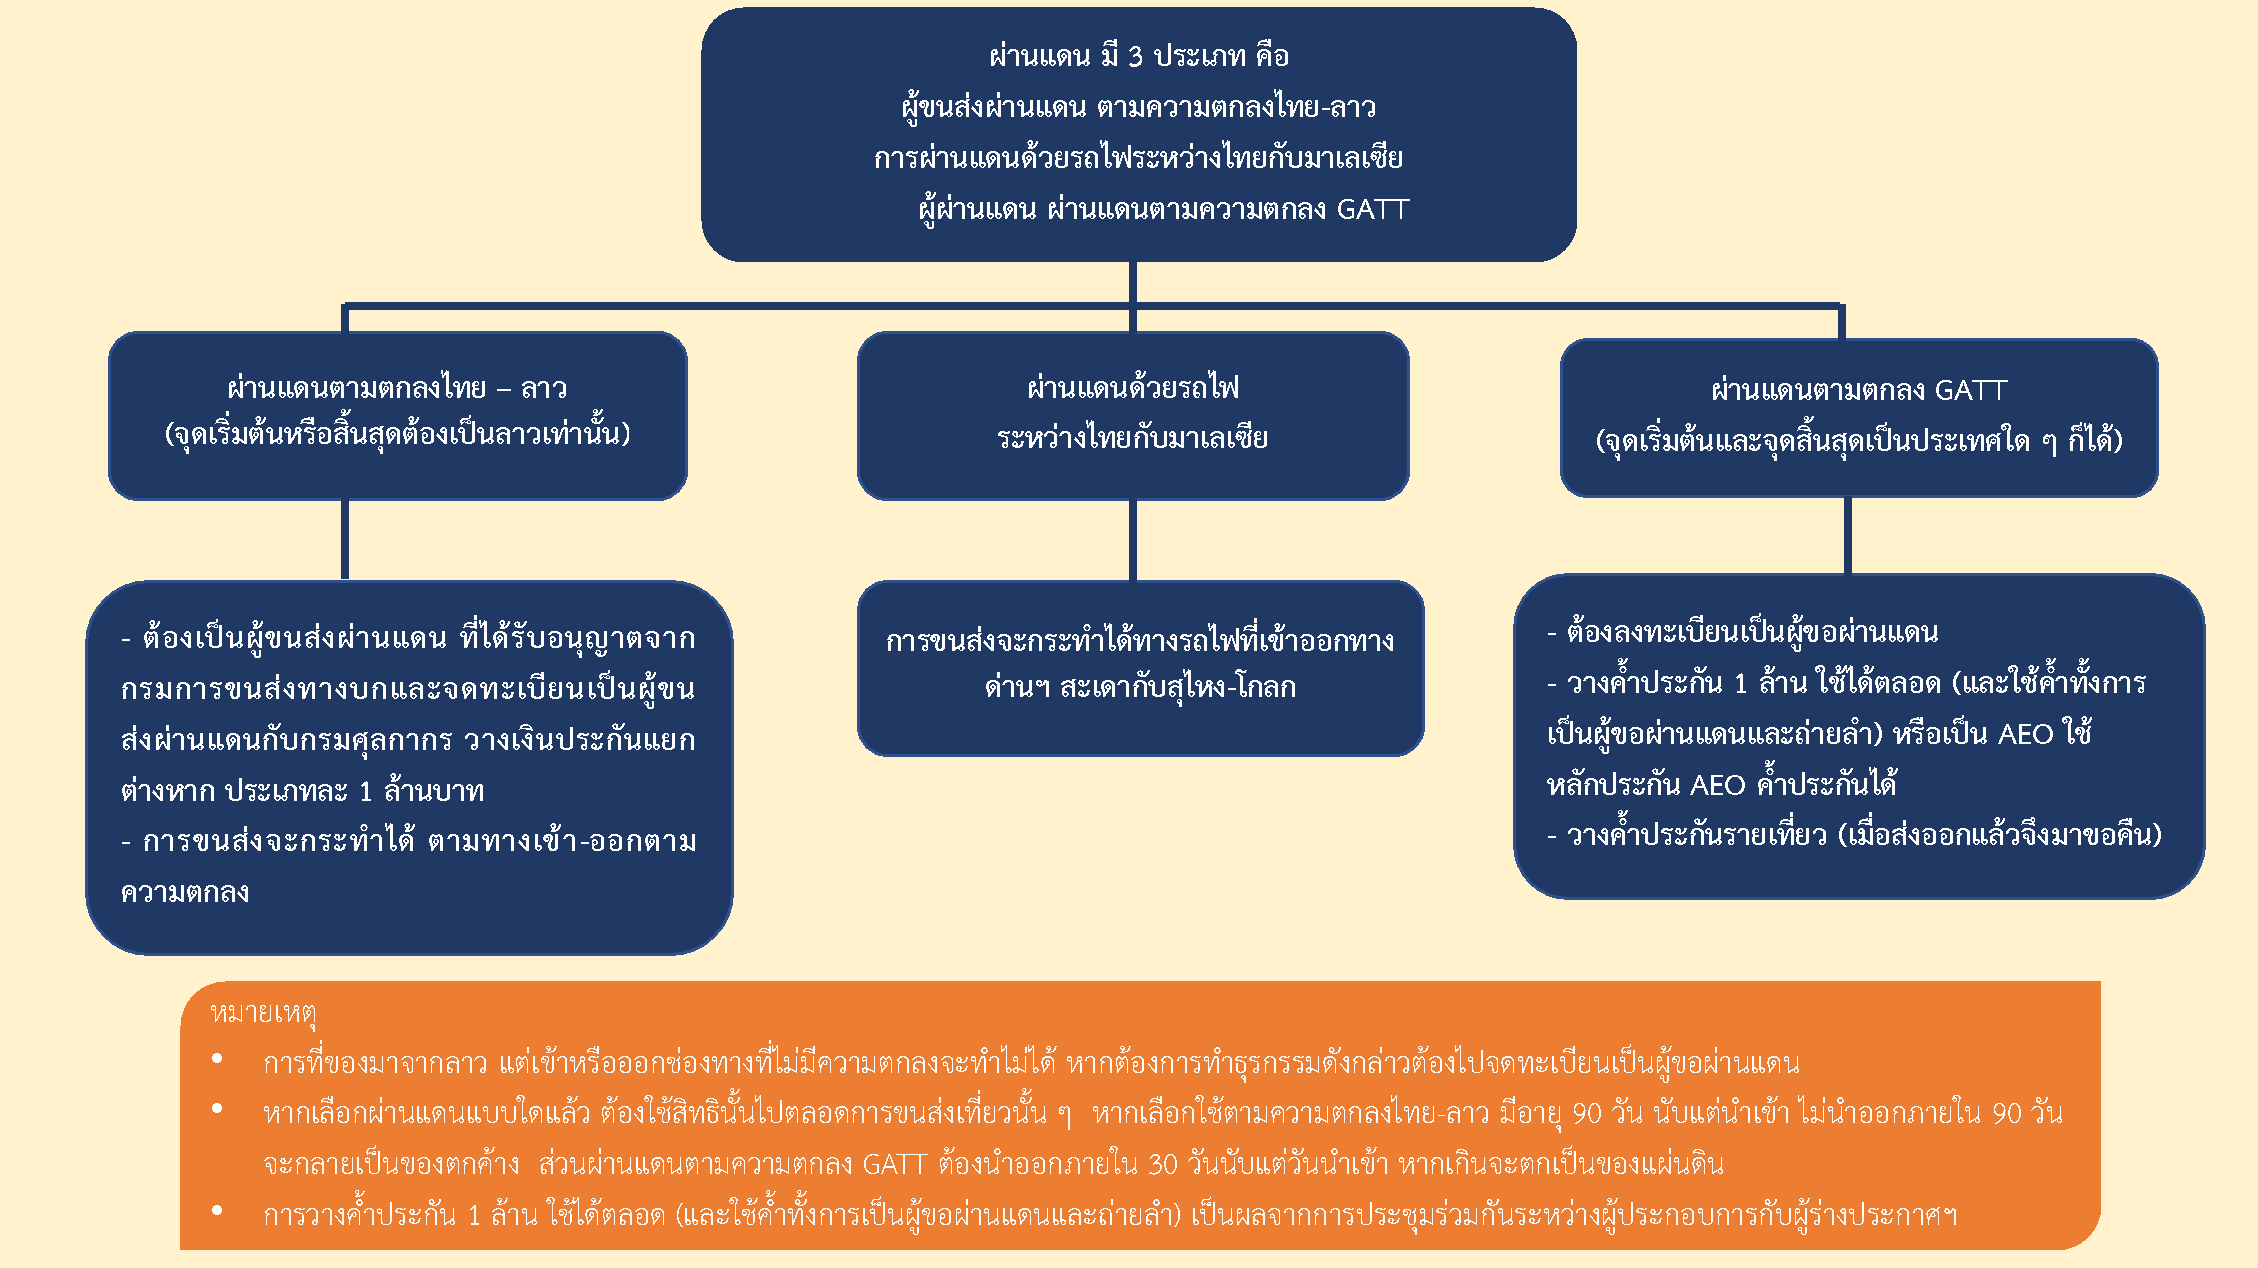 ผ่านแดน มี 3 ประเภท คือ
ผู้ขนส่งผ่านแดน ตามความตกลงไทย-ลาว
การผ่านแดนด้วยรถไฟระหว่างไทยกับมาเลเซีย
ผู้ผ่านแดน ผ่านแดนตามความตกลง GATT
ผ่านแดนตามตกลงไทย – ลาว
(จุดเริ่มต้นหรือสิ้นสุดต้องเป็นลาวเท่านั้น)
ผ่านแดนด้วยรถไฟ
ระหว่างไทยกับมาเลเซีย
ผ่านแดนตามตกลง GATT
(จุดเริ่มต้นและจุดสิ้นสุดเป็นประเทศใด ๆ ก็ได้)
- ต้องเป็นผู้ขนส่งผ่านแดน ที่ได้รับอนุญาตจาก
กรมการขนส่งทางบกและจดทะเบียนเป็นผู้ขน
ส่งผ่านแดนกับกรมศุลกากร วางเงินประกันแยก
ต่างหาก ประเภทละ 1 ล้านบาท
- การขนส่งจะกระทำได้ ตามทางเข้า-ออกตาม
ความตกลง
การขนส่งจะกระทำได้ทางรถไฟที่เข้าออกทาง
ด่านฯ สะเดากับสุไหง-โกลก
- ต้องลงทะเบียนเป็นผู้ขอผ่านแดน
- วางค้ำประกัน 1 ล้าน ใช้ได้ตลอด (และใช้ค้ำทั้งการ
เป็นผู้ขอผ่านแดนและถ่ายลำ) หรือเป็น AEO ใช้
หลักประกัน AEO ค้ำประกันได้
- วางค้ำประกันรายเที่ยว (เมื่อส่งออกแล้วจึงมาขอคืน)
หมายเหตุ
• การที่ของมาจากลาว แต่เข้าหรือออกช่องทางที่ไม่มีความตกลงจะทำไม่ได้ หากต้องการทำธุรกรรมดังกล่าวต้องไปจดทะเบียนเป็นผู้ขอผ่านแดน
• หากเลือกผ่านแดนแบบใดแล้ว ต้องใช้สิทธินั้นไปตลอดการขนส่งเที่ยวนั้น ๆ หากเลือกใช้ตามความตกลงไทย-ลาว มีอายุ 90 วัน นับแต่นำเข้า ไม่นำออกภายใน 90 วัน
จะกลายเป็นของตกค้าง ส่วนผ่านแดนตามความตกลง GATT ต้องนำออกภายใน 30 วันนับแต่วันนำเข้า หากเกินจะตกเป็นของแผ่นดิน
• การวางค้ำประกัน 1 ล้าน ใช้ได้ตลอด (และใช้ค้ำทั้งการเป็นผู้ขอผ่านแดนและถ่ายลำ) เป็นผลจากการประชุมร่วมกันระหว่างผู้ประกอบการกับผู้ร่างประกาศฯ